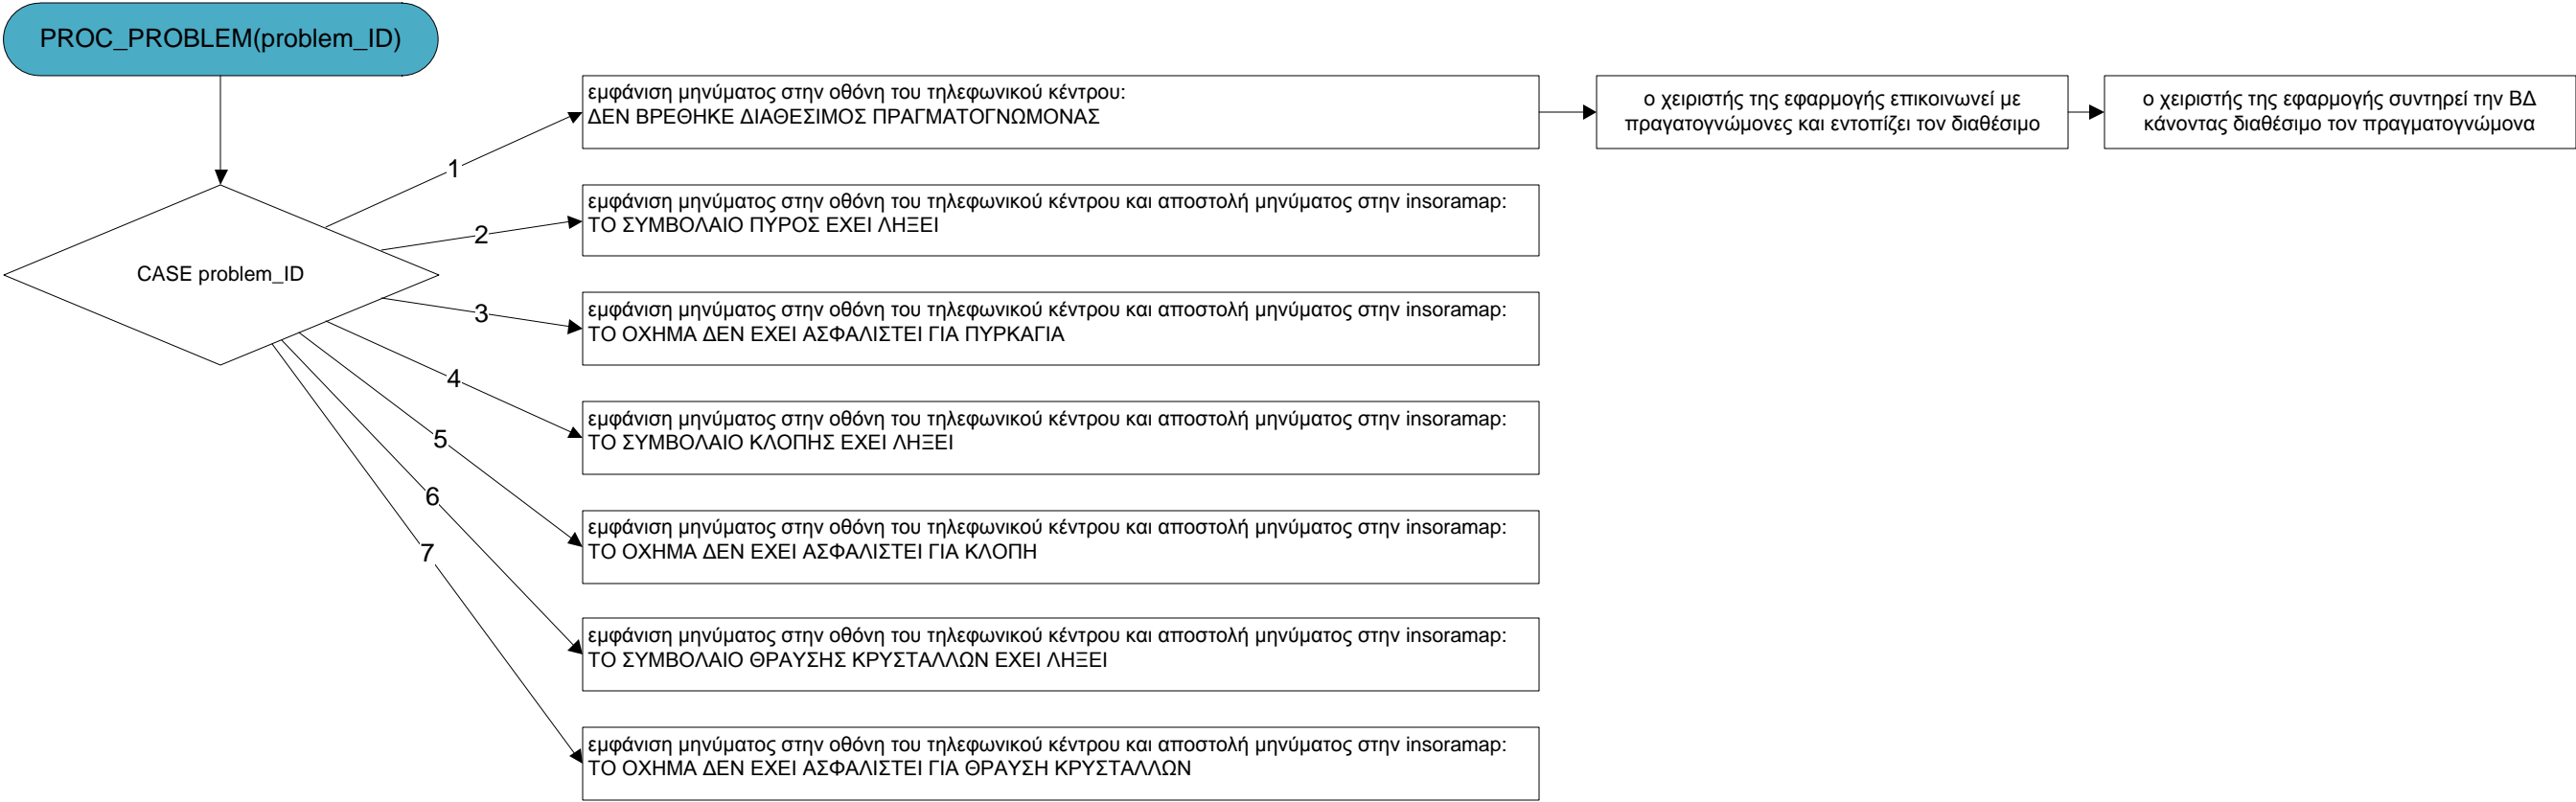 PROC_PROBLEM(problem_ID)
CASE problem_ID
1
εμφάνιση μηνύματος στην οθόνη του τηλεφωνικού κέντρου:
ΔΕΝ ΒΡΕΘΗΚΕ ΔΙΑΘΕΣΙΜΟΣ ΠΡΑΓΜΑΤΟΓΝΩΜΟΝΑΣ
ο χειριστής της εφαρμογής επικοινωνεί με
πραγατογνώμονες και εντοπίζει τον διαθέσιμο
ο χειριστής της εφαρμογής συντηρεί την ΒΔ
κάνοντας διαθέσιμο τον πραγματογνώμονα
2
εμφάνιση μηνύματος στην οθόνη του τηλεφωνικού κέντρου και αποστολή μηνύματος στην insoramap:
ΤΟ ΣΥΜΒΟΛΑΙΟ ΠΥΡΟΣ ΕΧΕΙ ΛΗΞΕΙ
3
εμφάνιση μηνύματος στην οθόνη του τηλεφωνικού κέντρου και αποστολή μηνύματος στην insoramap:
ΤΟ ΟΧΗΜΑ ΔΕΝ ΕΧΕΙ ΑΣΦΑΛΙΣΤΕΙ ΓΙΑ ΠΥΡΚΑΓΙΑ
4
εμφάνιση μηνύματος στην οθόνη του τηλεφωνικού κέντρου και αποστολή μηνύματος στην insoramap:
ΤΟ ΣΥΜΒΟΛΑΙΟ ΚΛΟΠΗΣ ΕΧΕΙ ΛΗΞΕΙ
5
εμφάνιση μηνύματος στην οθόνη του τηλεφωνικού κέντρου και αποστολή μηνύματος στην insoramap:
ΤΟ ΟΧΗΜΑ ΔΕΝ ΕΧΕΙ ΑΣΦΑΛΙΣΤΕΙ ΓΙΑ ΚΛΟΠΗ
6
εμφάνιση μηνύματος στην οθόνη του τηλεφωνικού κέντρου και αποστολή μηνύματος στην insoramap:
ΤΟ ΣΥΜΒΟΛΑΙΟ ΘΡΑΥΣΗΣ ΚΡΥΣΤΑΛΛΩΝ ΕΧΕΙ ΛΗΞΕΙ
7
εμφάνιση μηνύματος στην οθόνη του τηλεφωνικού κέντρου και αποστολή μηνύματος στην insoramap:
ΤΟ ΟΧΗΜΑ ΔΕΝ ΕΧΕΙ ΑΣΦΑΛΙΣΤΕΙ ΓΙΑ ΘΡΑΥΣΗ ΚΡΥΣΤΑΛΛΩΝ